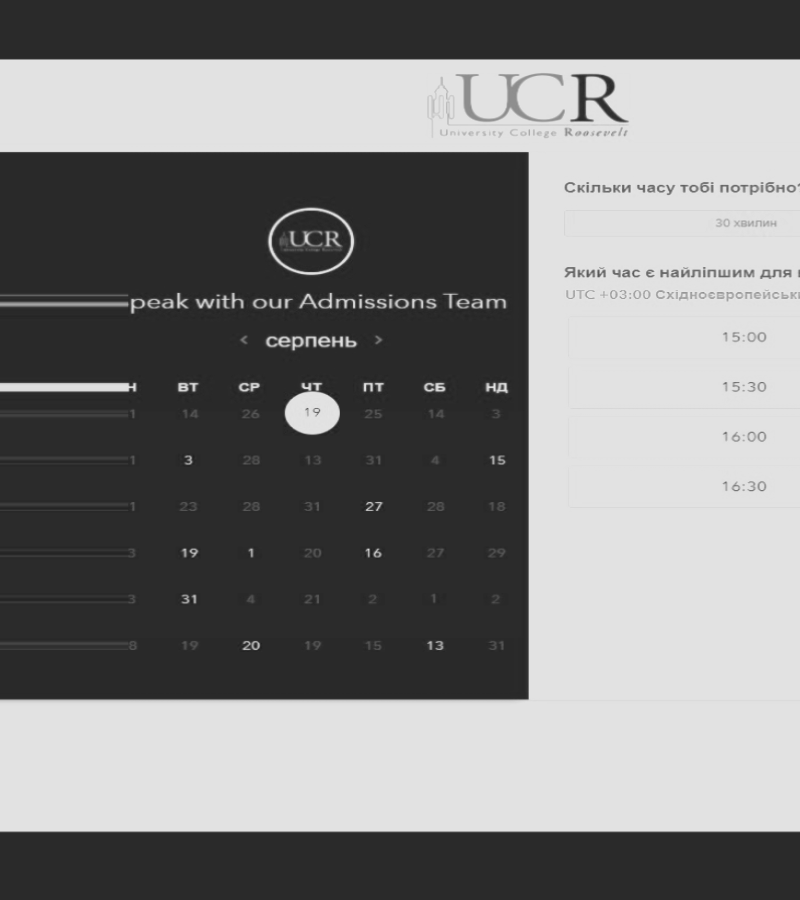 UCR
University College Roosevelt
UCR
peak with our Admissions Team
< серпень >
Н ВТ СР ЧТ ПТ СБ НД
1 14 26 19 25 14 3
1 3 28 13 31 4 15
1 23 28 31 27 28 18
3 19 1 20 16 27 29
3 31 4 21 2 1 2
8 19 20 19 15 13 31
Скільки часу тобі потрібно?
30 хвилин
Який час є найліпшим для
UTC +03:00 Східноєвропейськ
15:00
15:30
16:00
16:30